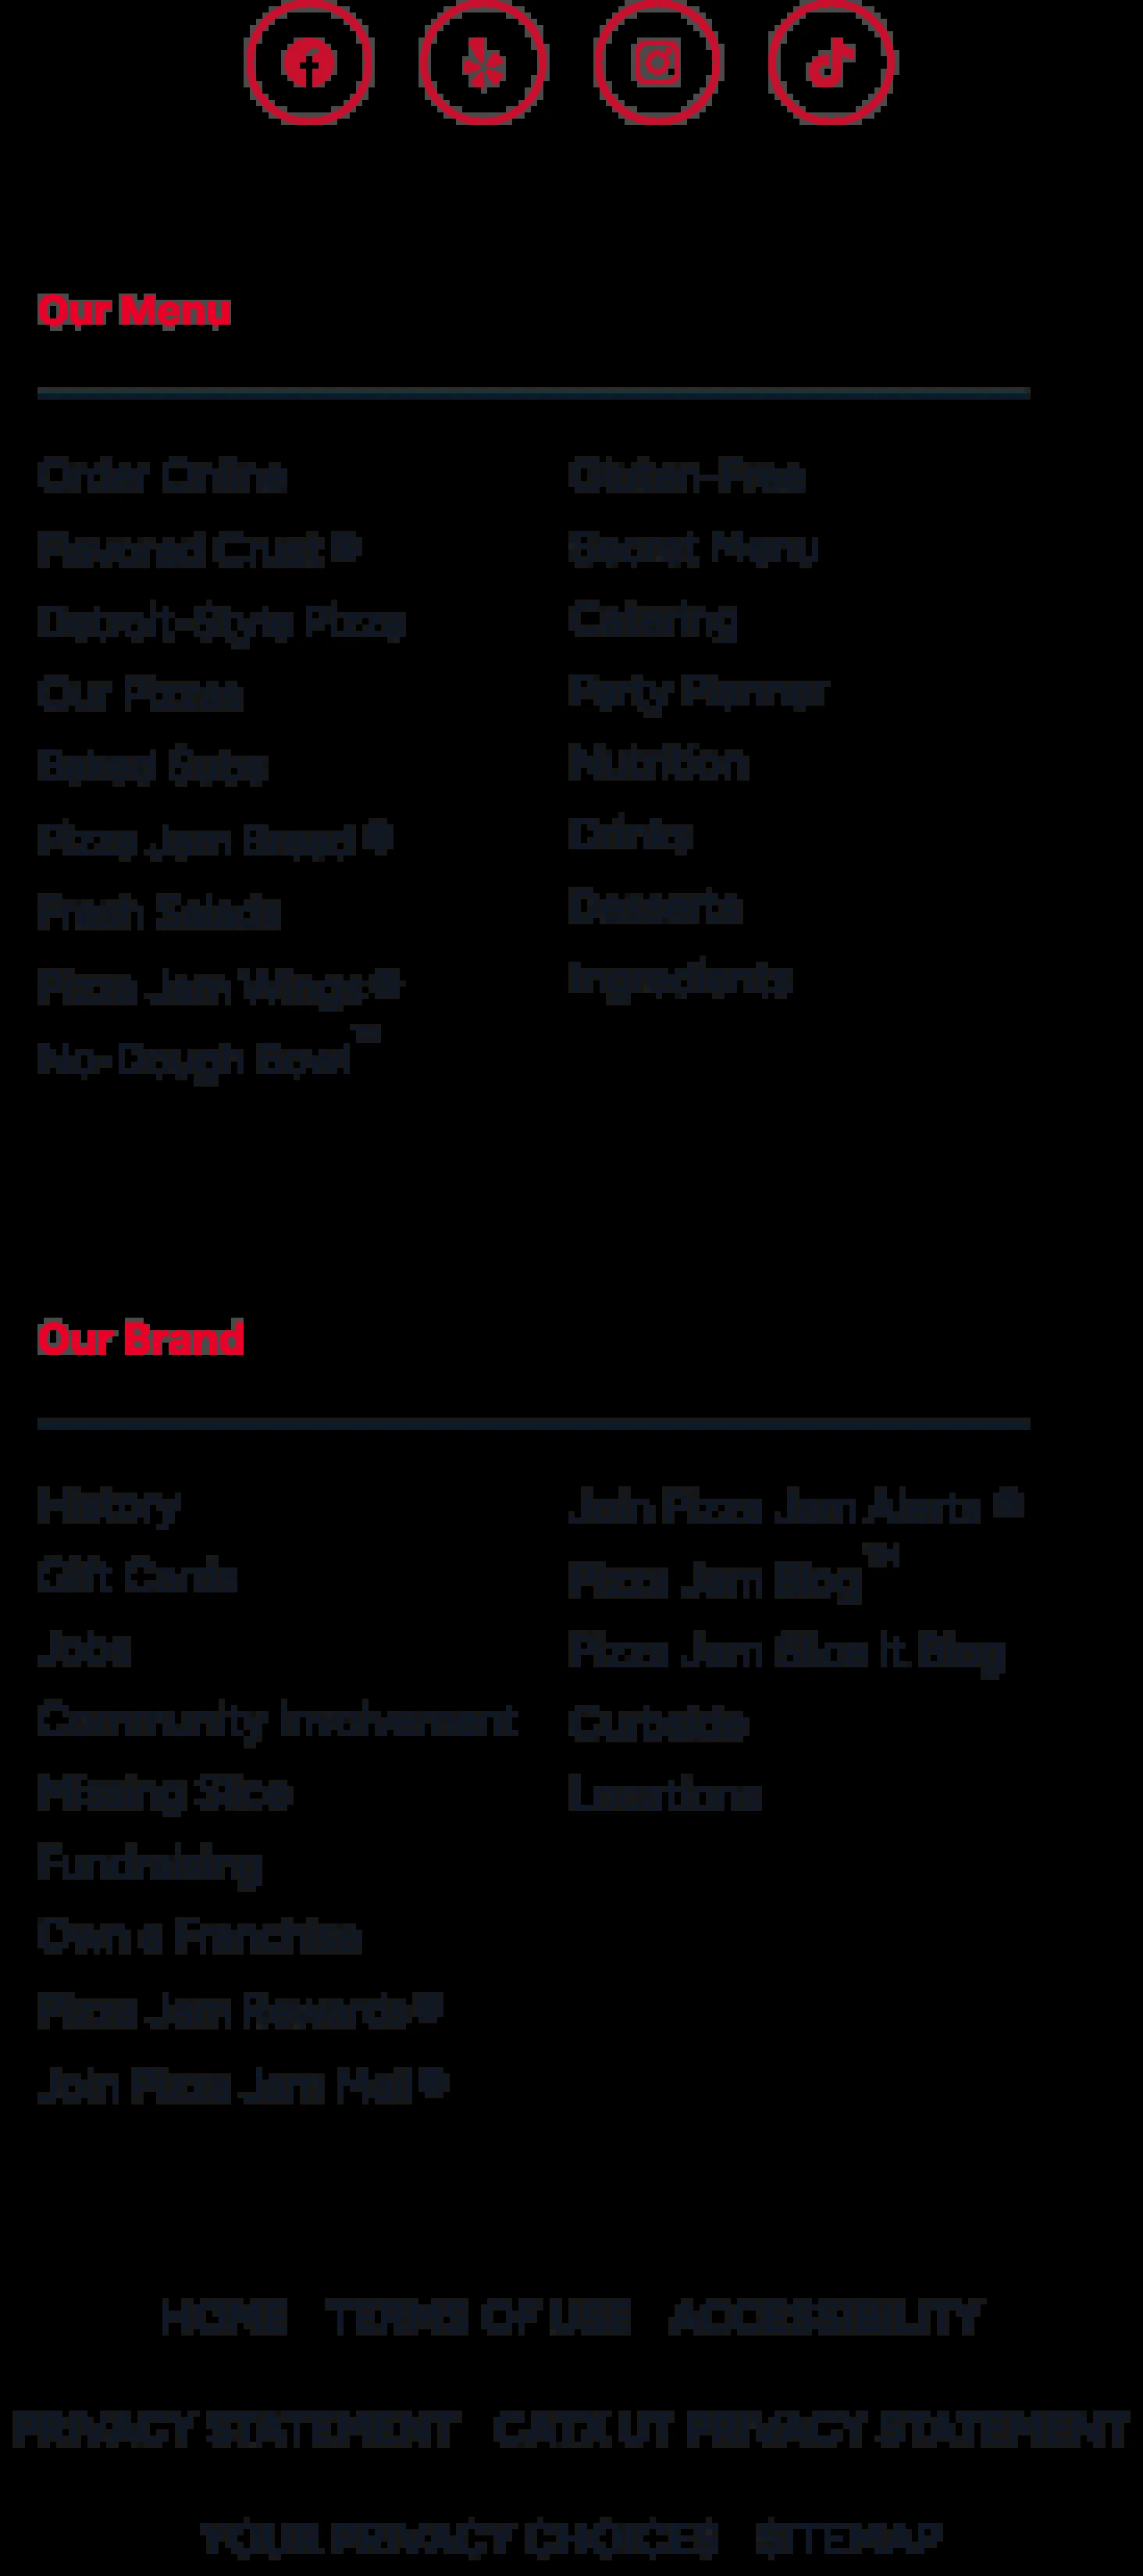 Our Menu
Order Online
Flavored Crust®
Detroit-Style Pizza
Our Pizzas
Baked Subs
Pizza Jam Bread®
Fresh Salads
Pizza Jam Wings®
No-Dough Bowl™
Gluten-Free
Secret Menu
Catering
Party Planner
Nutrition
Drinks
Desserts
Ingredients
Our Brand
History
Gift Cards
Jobs
Community Involvement
Missing Slice
Fundraising
Own a Franchise
Pizza Jam Rewards®
Join Pizza Jam Mail®
Join Pizza Jam Alerts ®
Pizza Jam Blog™
Pizza Jam Slice It Blog
Curbside
Locations
HOME TERMS OF USE ACCESSIBILITY
PRIVACY STATEMENT UT PRIVACY STATEMENT
YOUR PRIVACY CHOICES SITEMAP